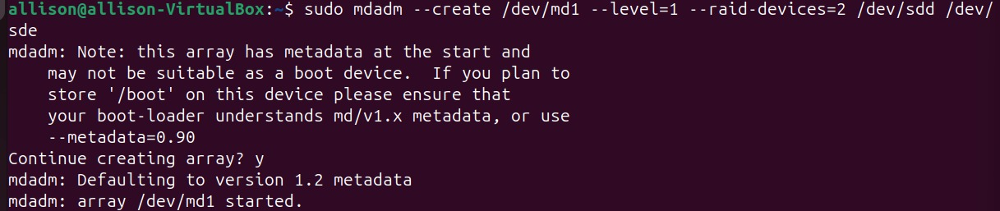 allison@allison-VirtualBox:~$ sudo mdadm --create /dev/md1 --level=1 --raid-devices=2 /dev/sdd /dev/
sde
mdadm: Note: this array has metadata at the start and
    may not be suitable as a boot device.  If you plan to
    store '/boot' on this device please ensure that
    your boot-loader understands md/v1.x metadata, or use
    --metadata=0.90
Continue creating array? y
mdadm: Defaulting to version 1.2 metadata
mdadm: array /dev/md1 started.